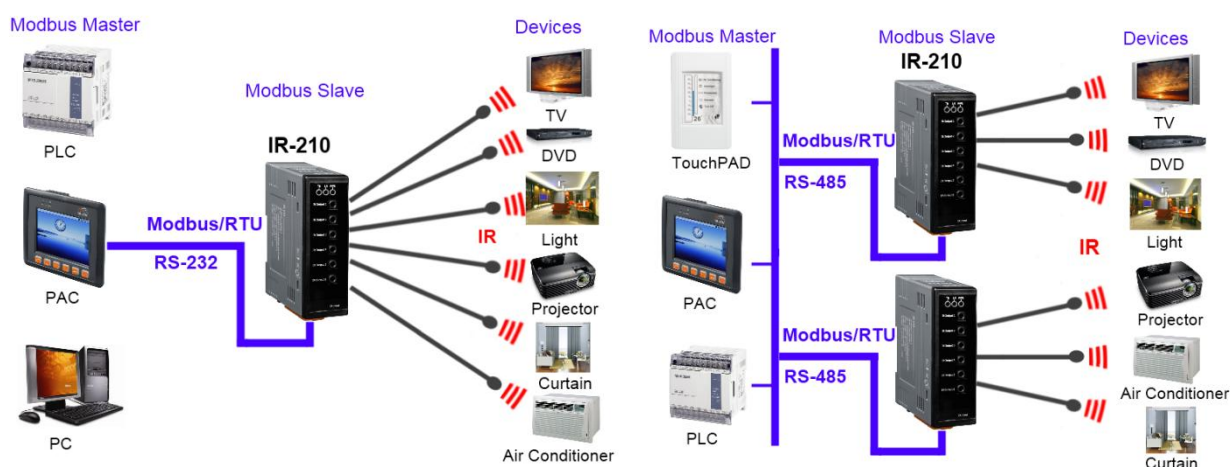 Modbus Master
PLC
PAC
PC
Modbus/RTU
RS-232
Modbus Slave
IR-210
IR
Devices
TV
DVD
Light
Projector
Curtain
Air Conditioner
Modbus Master
TouchPAD
PAC
PLC
Modbus/RTU
RS-485
Modbus/RTU
RS-485
Modbus Slave
IR-210
IR
Devices
TV
DVD
Light
Projector
Air Conditioner
Curtain